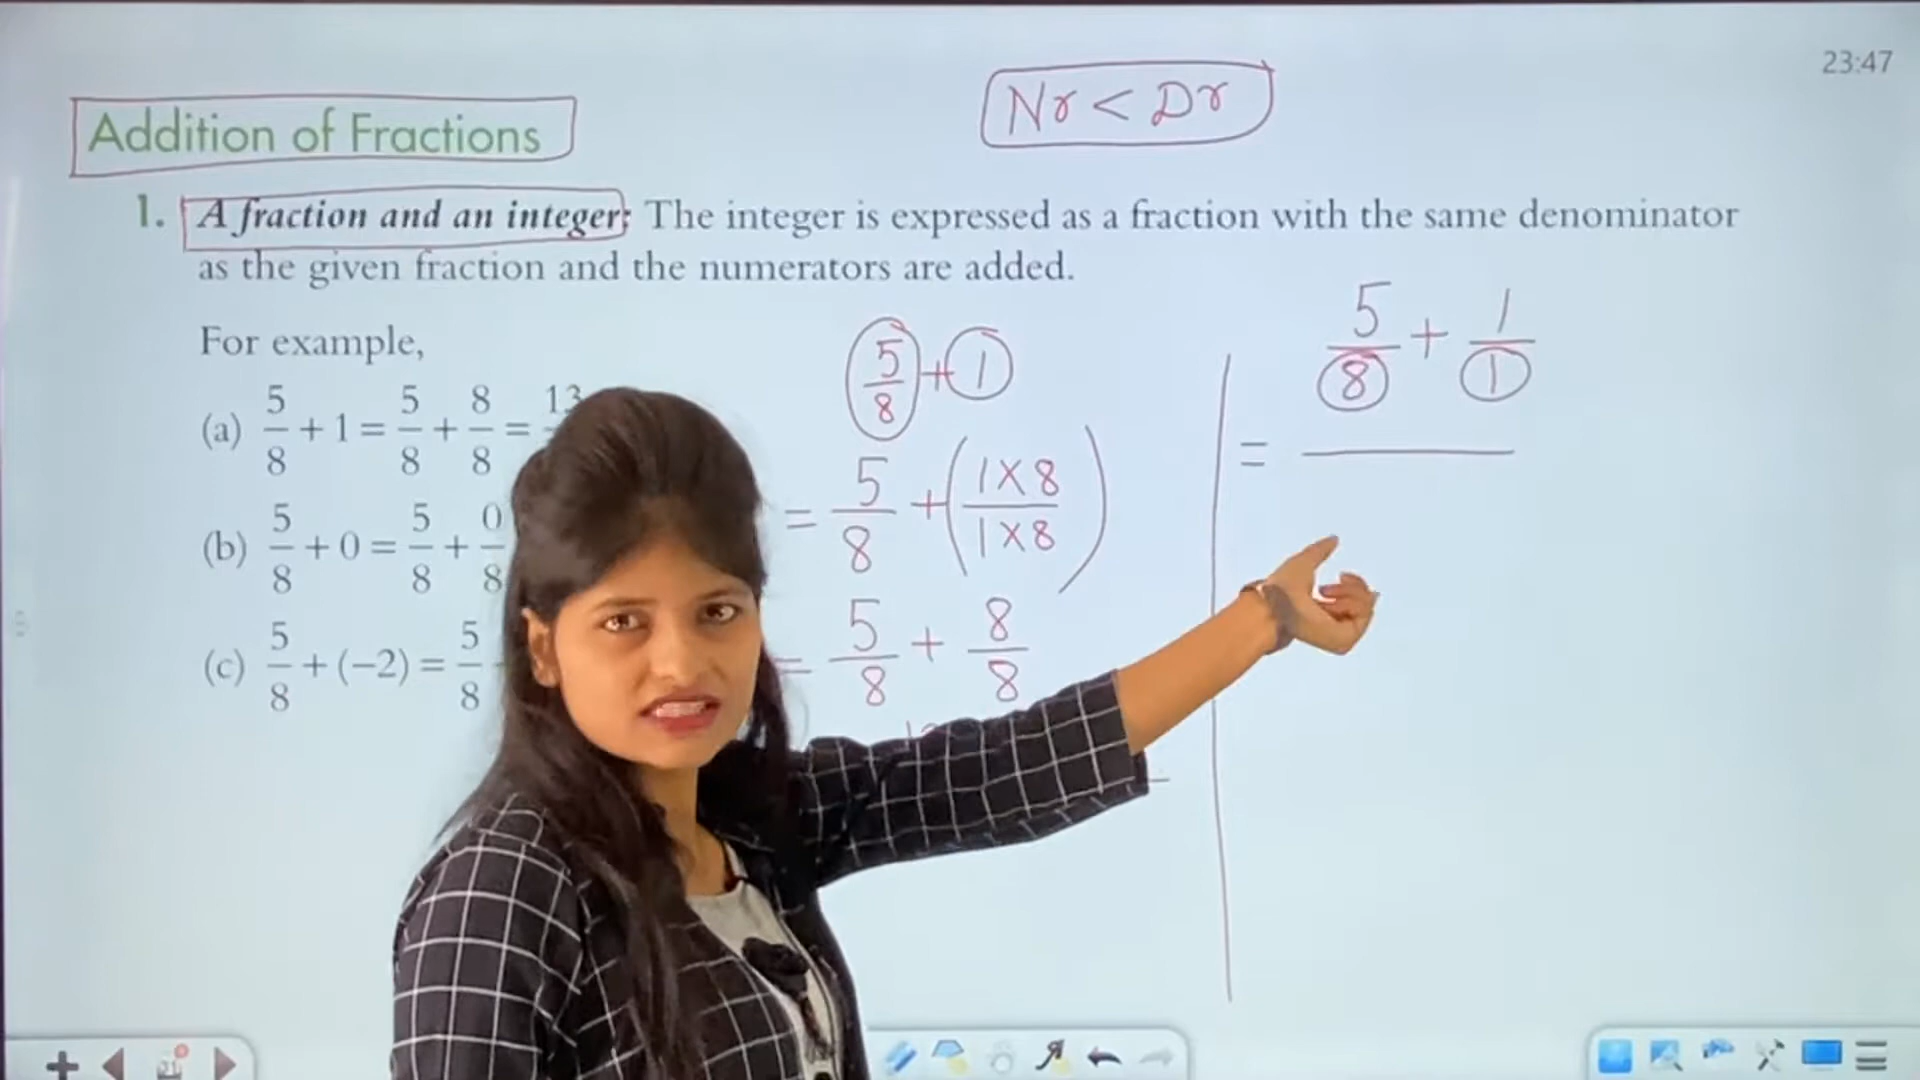 23:47
Nr < Dr
Addition of Fractions
1. A fraction and an integer: The integer is expressed as a fraction with the same denominator
as the given fraction and the numerators are added.
For example,
(a) 5/8 + 1 = 5/8 + 8/8 = 13
(b) 5/8 + 0 = 5/8 + 0/8
(c) 5/8 + (−2) = 5/8
5/8 + 1
= 5/8 + (1×8/1×8)
= 5/8 + 8/8
5/8 + 1/1
=